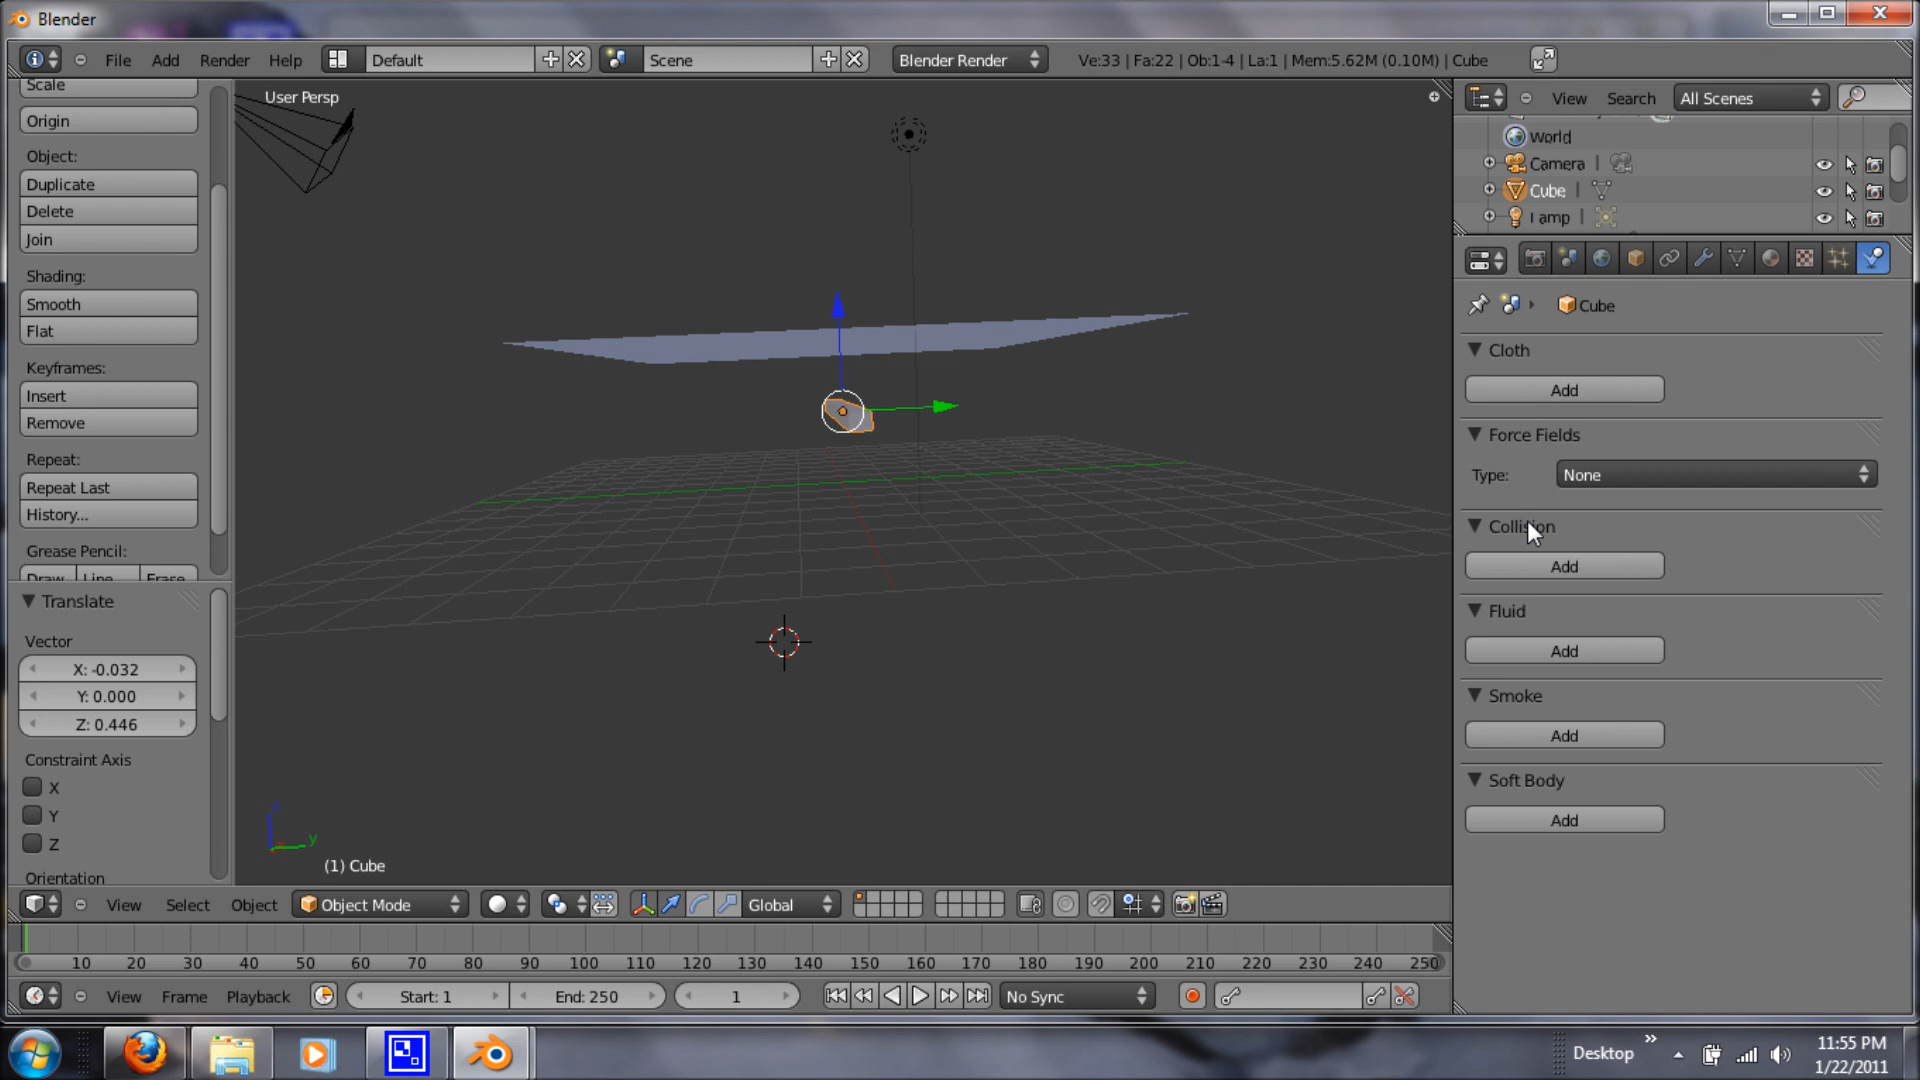 Blender
File Add Render Help Default Scene Blender Render Ve:33 | Fa:22 | Ob:1-4 | La:1 | Mem:5.62M (0.10M) | Cube
Scale
Origin
Object:
Duplicate
Delete
Join
Shading:
Smooth
Flat
Keyframes:
Insert
Remove
Repeat:
Repeat Last
History...
Grease Pencil:
Draw Line Erase
Translate
Vector
X: -0.032
Y: 0.000
Z: 0.446
Constraint Axis
X
Y
Z
Orientation
User Persp
z
y
(1) Cube
View Select Object Object Mode Global
10 20 30 40 50 60 70 80 90 100 110 120 130 140 150 160 170 180 190 200 210 220 230 240 250
View Frame Playback Start: 1 End: 250 1 No Sync
View Search All Scenes
World
Camera
Cube
Lamp
Cube
Cloth
Add
Force Fields
Type: None
Collision
Add
Fluid
Add
Smoke
Add
Soft Body
Add
Desktop
11:55 PM
1/22/2011